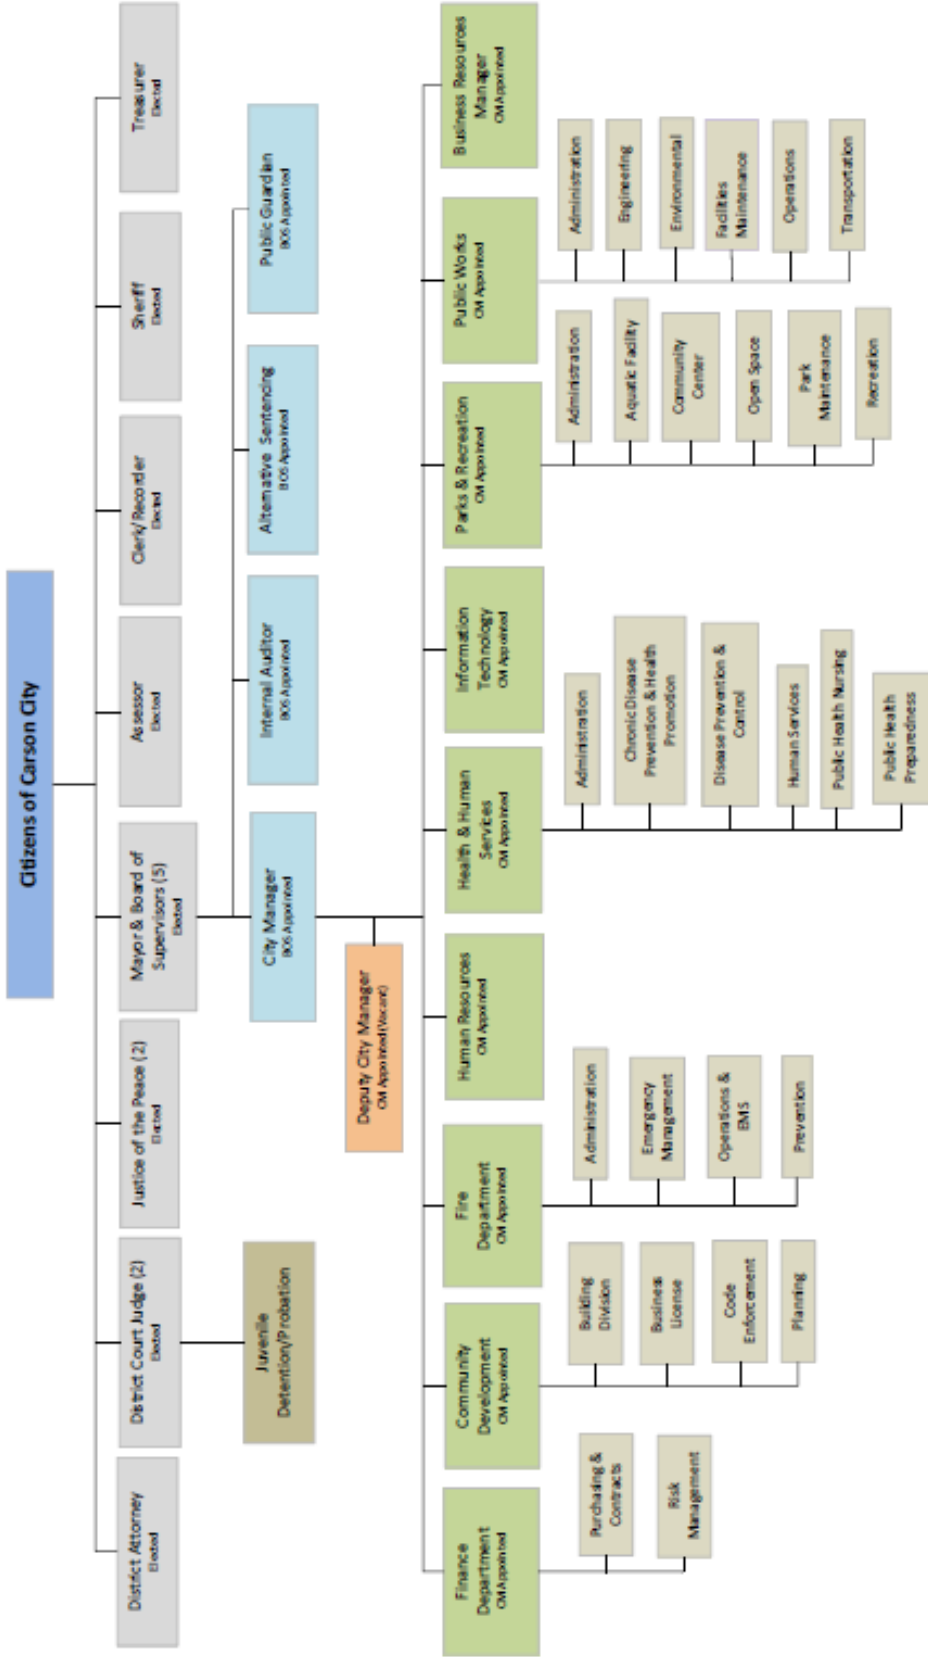 Citizens of Carson City
District Attorney
Elected
District Court Judge (2)
Elected
Justice of the Peace (2)
Elected
Mayor & Board of
Supervisors (5)
Elected
Assessor
Elected
Clerk/Recorder
Elected
Sheriff
Elected
Treasurer
Elected
Juvenile
Detention/Probation
City Manager
BOS Appointed
Internal Auditor
BOS Appointed
Alternative Sentencing
BOS Appointed
Public Guardian
BOS Appointed
Deputy City Manager
CM Appointed (Vacant)
Finance
Department
CM Appointed
Community
Development
CM Appointed
Fire
Department
CM Appointed
Human Resources
CM Appointed
Health & Human
Services
CM Appointed
Information
Technology
CM Appointed
Parks & Recreation
CM Appointed
Public Works
CM Appointed
Business Resources
Manager
CM Appointed
Purchasing &
Contracts
Risk
Management
Building
Division
Business
License
Code
Enforcement
Planning
Administration
Emergency
Management
Operations &
EMS
Prevention
Administration
Chronic Disease
Prevention & Health
Promotion
Disease Prevention &
Control
Human Services
Public Health Nursing
Public Health
Preparedness
Administration
Aquatic Facility
Community
Center
Open Space
Park
Maintenance
Recreation
Administration
Engineering
Environmental
Facilities
Maintenance
Operations
Transportation